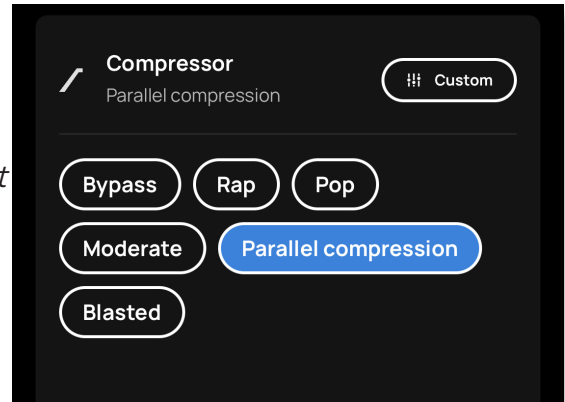 Compressor
Parallel compression
Custom
t
Bypass Rap Pop
Moderate Parallel compression
Blasted